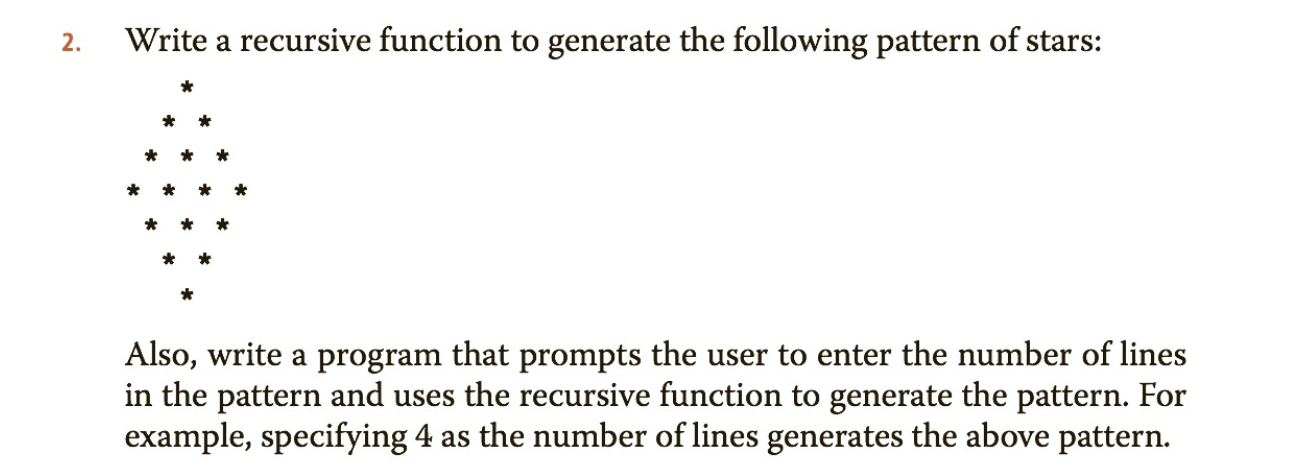 2. Write a recursive function to generate the following pattern of stars:
*
* *
* * *
* * * *
* * *
* *
*
Also, write a program that prompts the user to enter the number of lines
in the pattern and uses the recursive function to generate the pattern. For
example, specifying 4 as the number of lines generates the above pattern.